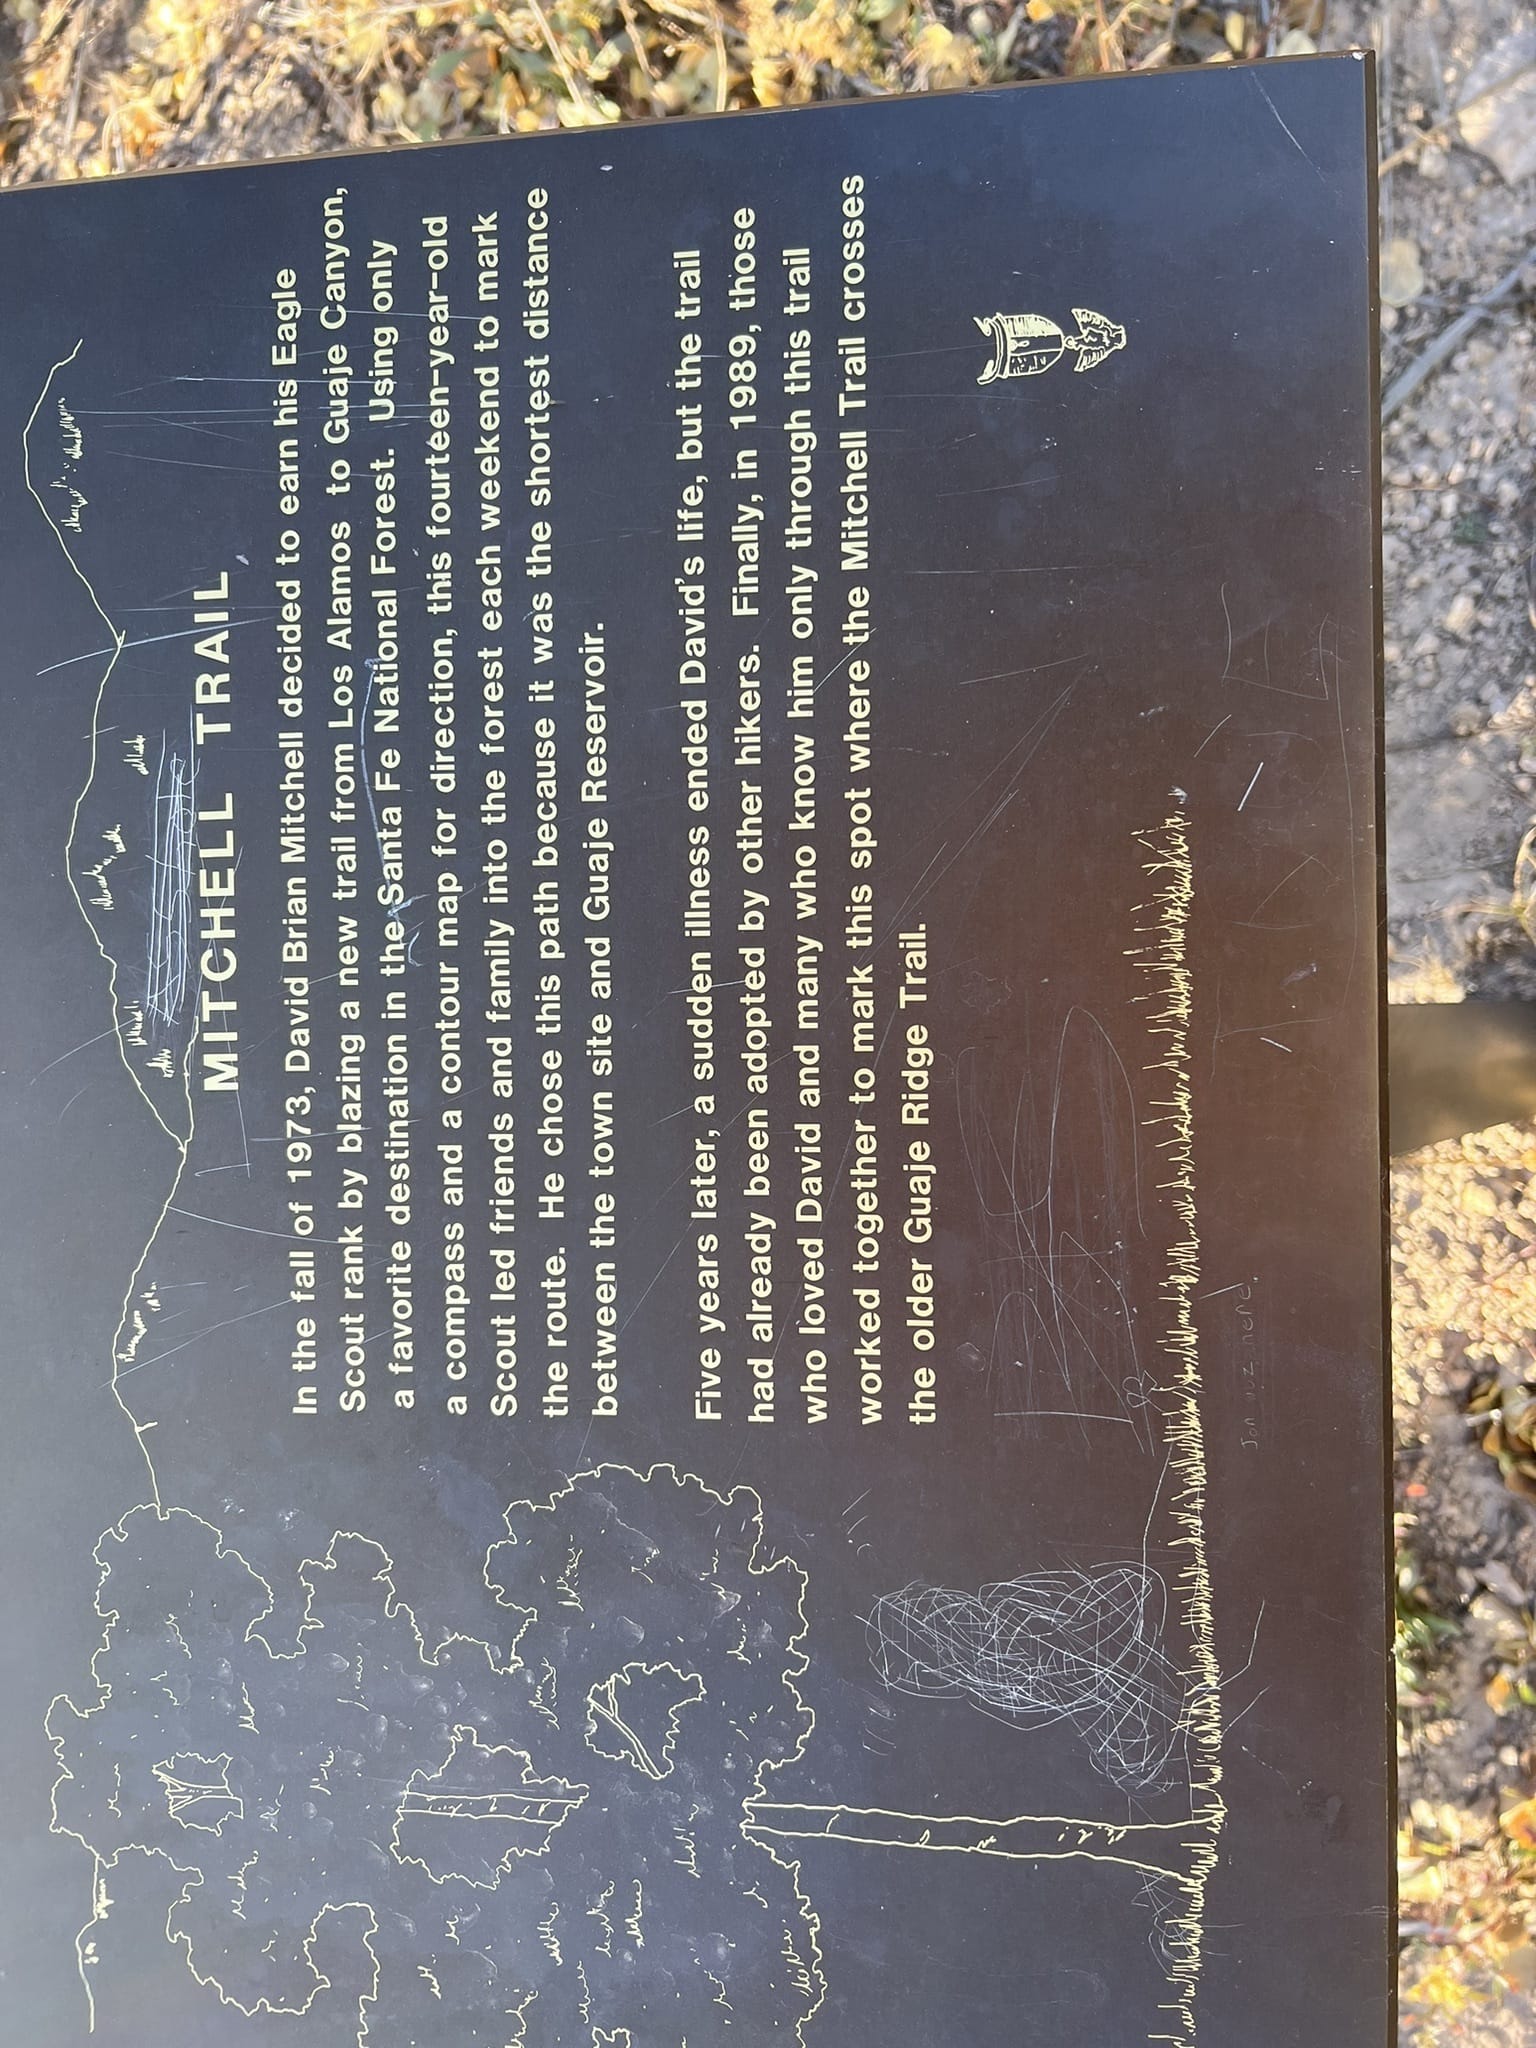 MITCHELL TRAIL
In the fall of 1973, David Brian Mitchell decided to earn his Eagle
Scout rank by blazing a new trail from Los Alamos to Guaje Canyon,
a favorite destination in the Santa Fe National Forest. Using only
a compass and a contour map for direction, this fourteen-year-old
Scout led friends and family into the forest each weekend to mark
the route. He chose this path because it was the shortest distance
between the town site and Guaje Reservoir.
Five years later, a sudden illness ended David's life, but the trail
had already been adopted by other hikers. Finally, in 1989, those
who loved David and many who know him only through this trail
worked together to mark this spot where the Mitchell Trail crosses
the older Guaje Ridge Trail.
Jon wuz here.